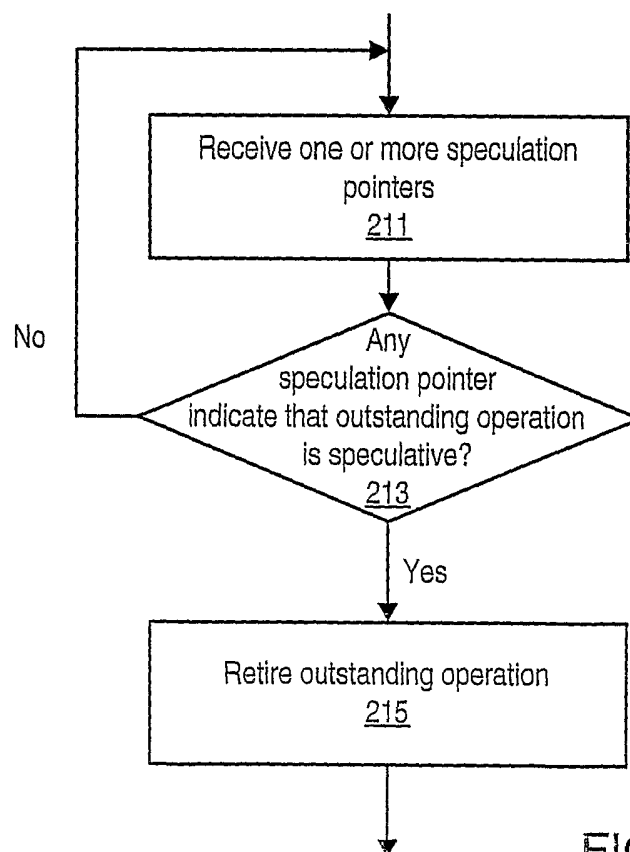 Receive one or more speculation
pointers
211
No
Any
speculation pointer
indicate that outstanding operation
is speculative?
213
Yes
Retire outstanding operation
215